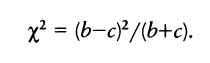 χ² = (b−c)²/(b+c).